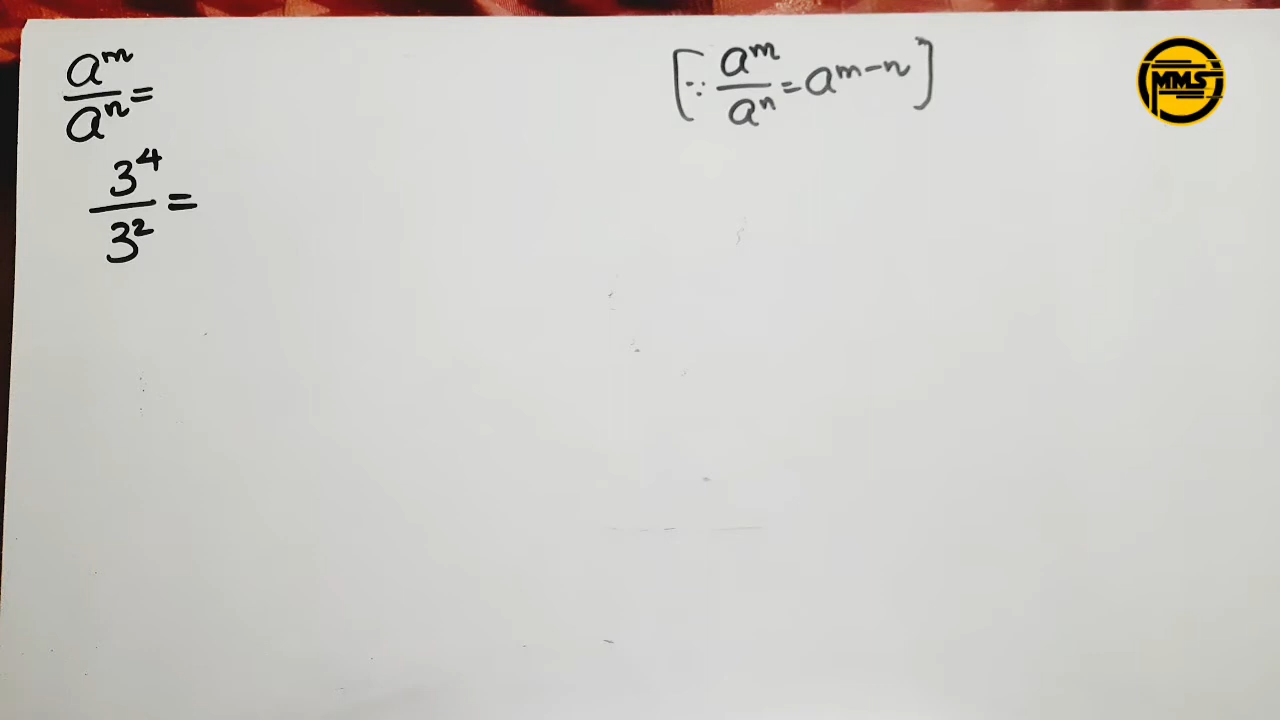 a^m/a^n =
[∵ a^m/a^n = a^{m-n}]
MMS
3^4/3^2 =